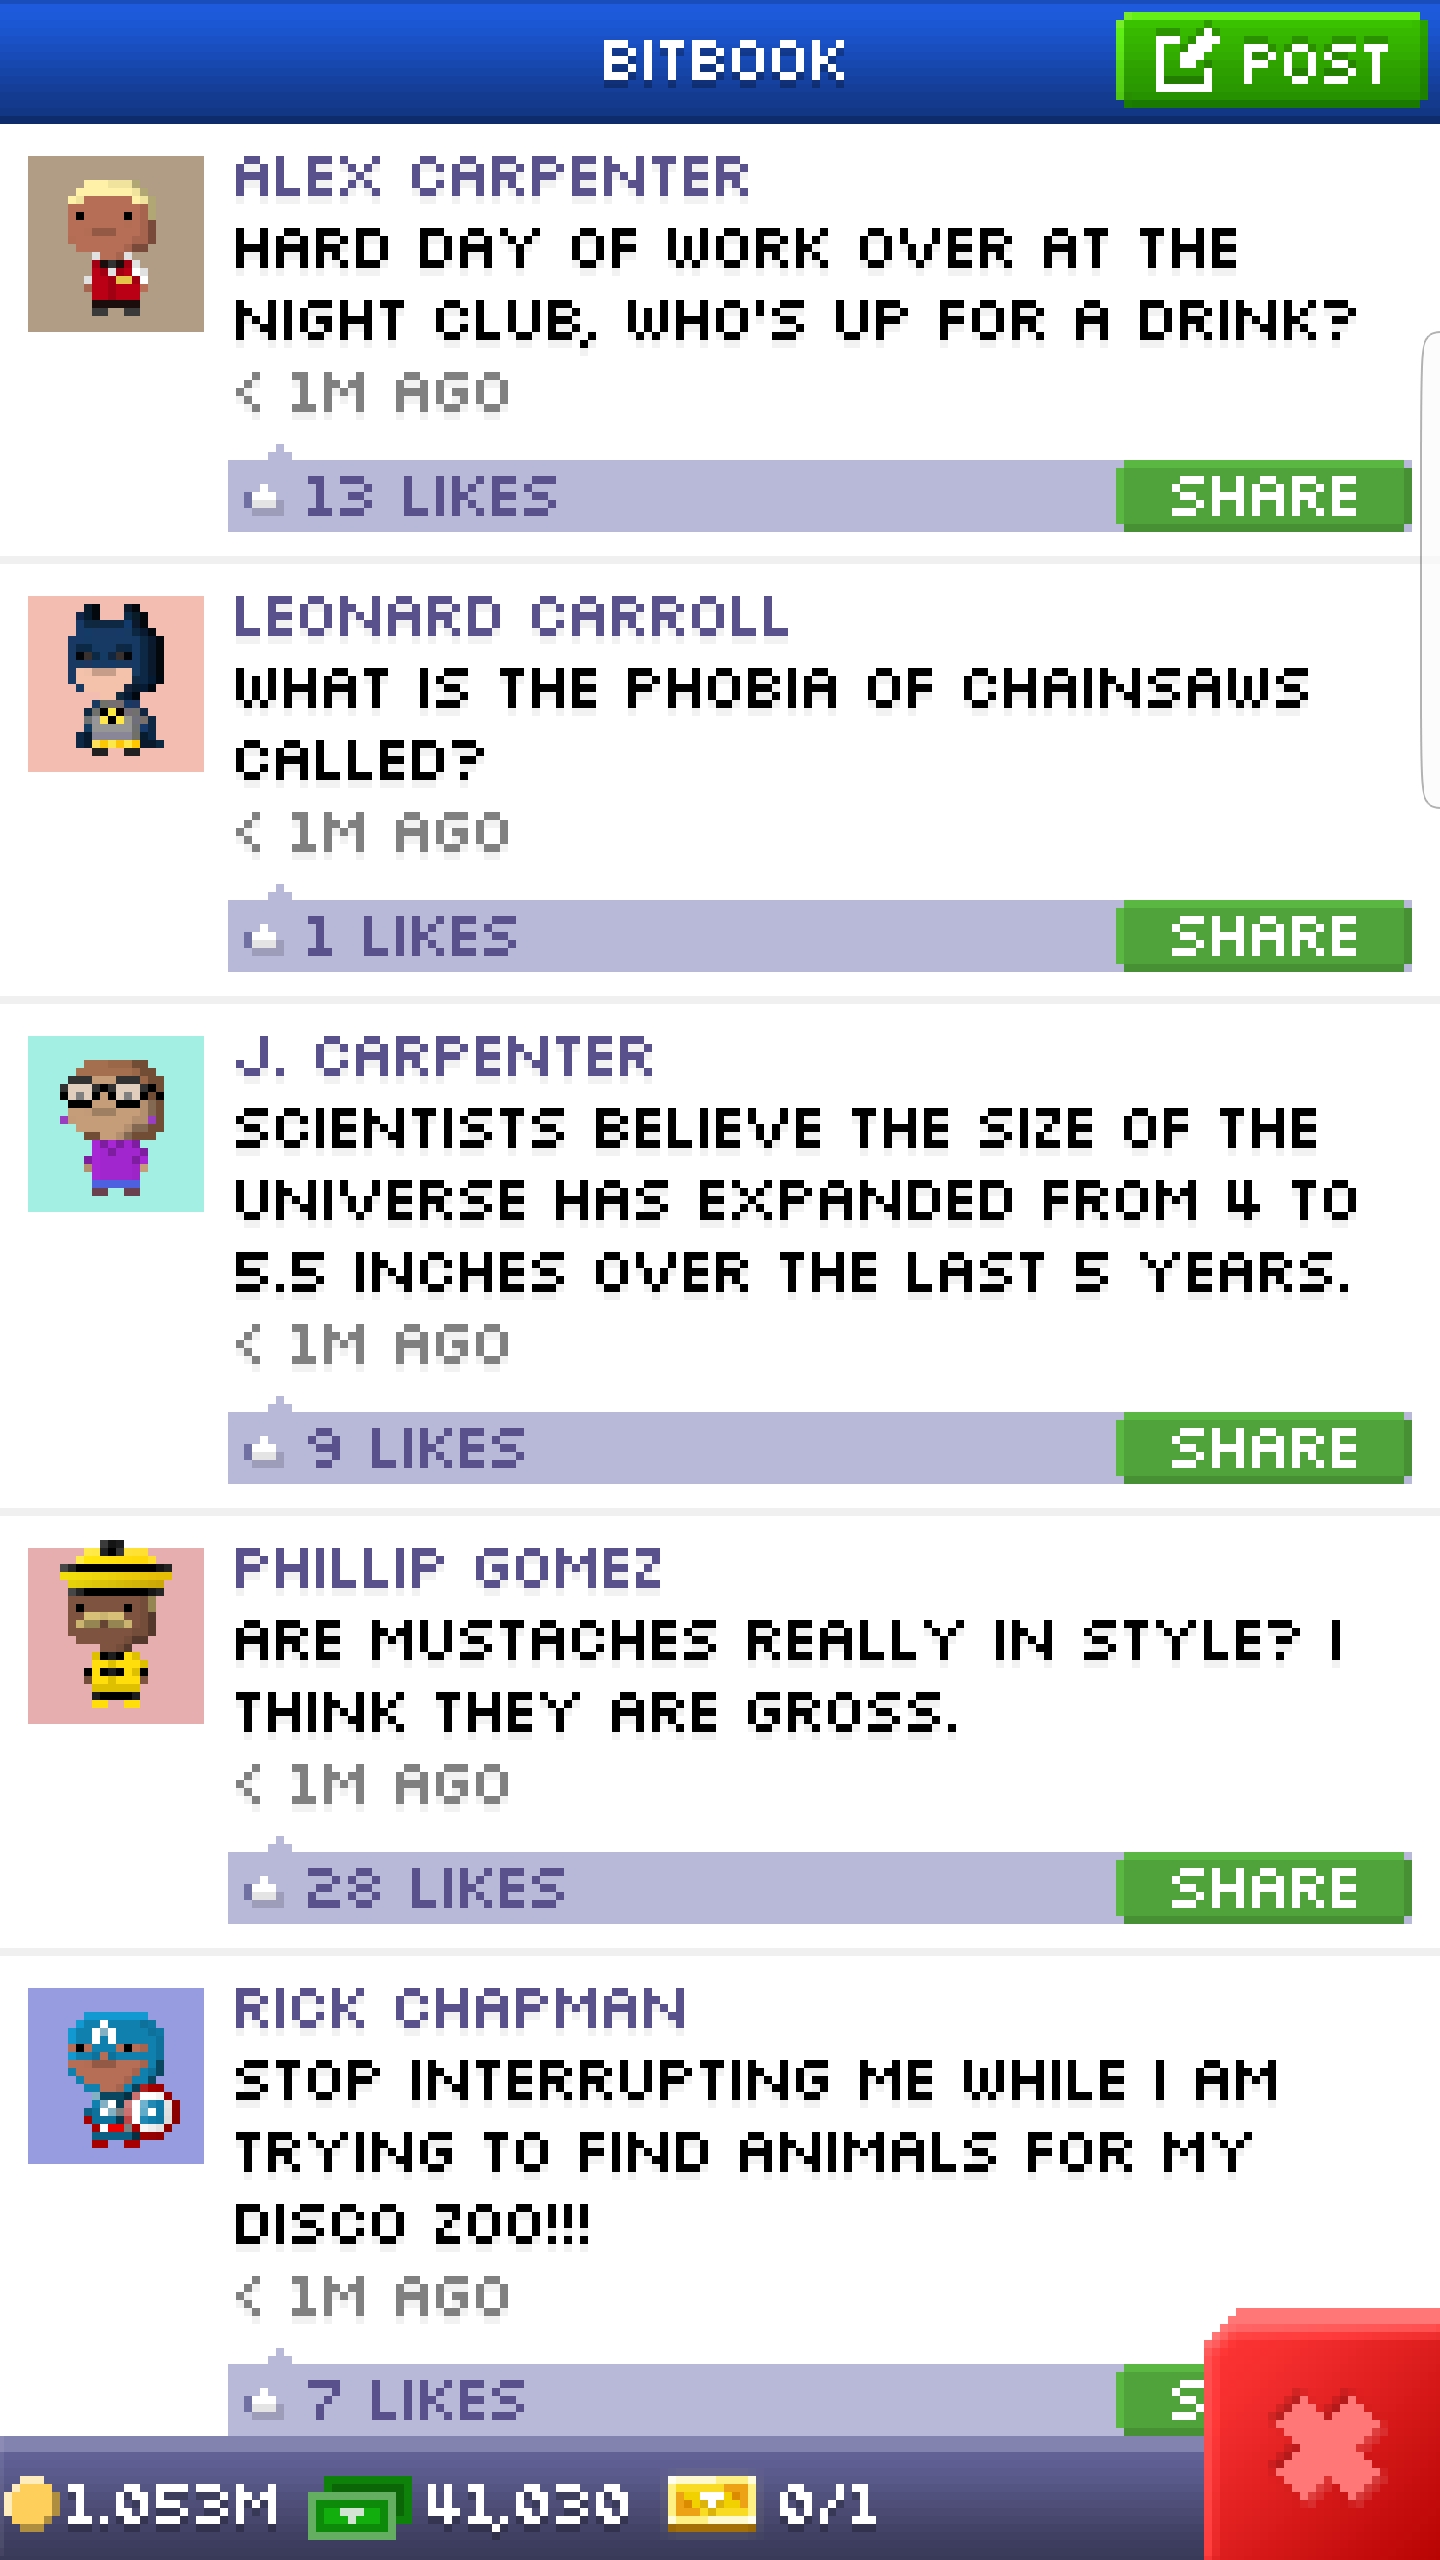 BITBOOK
POST
ALEX CARPENTER
HARD DAY OF WORK OVER AT THE
NIGHT CLUB, WHO'S UP FOR A DRINK?
< 1M AGO
13 LIKES
SHARE
LEONARD CARROLL
WHAT IS THE PHOBIA OF CHAINSAWS
CALLED?
< 1M AGO
1 LIKES
SHARE
J. CARPENTER
SCIENTISTS BELIEVE THE SIZE OF THE
UNIVERSE HAS EXPANDED FROM 4 TO
5.5 INCHES OVER THE LAST 5 YEARS.
< 1M AGO
9 LIKES
SHARE
PHILLIP GOMEZ
ARE MUSTACHES REALLY IN STYLE? I
THINK THEY ARE GROSS.
< 1M AGO
28 LIKES
SHARE
RICK CHAPMAN
STOP INTERRUPTING ME WHILE I AM
TRYING TO FIND ANIMALS FOR MY
DISCO ZOO!!!
< 1M AGO
7 LIKES
S
1.053M
41,030
0/1